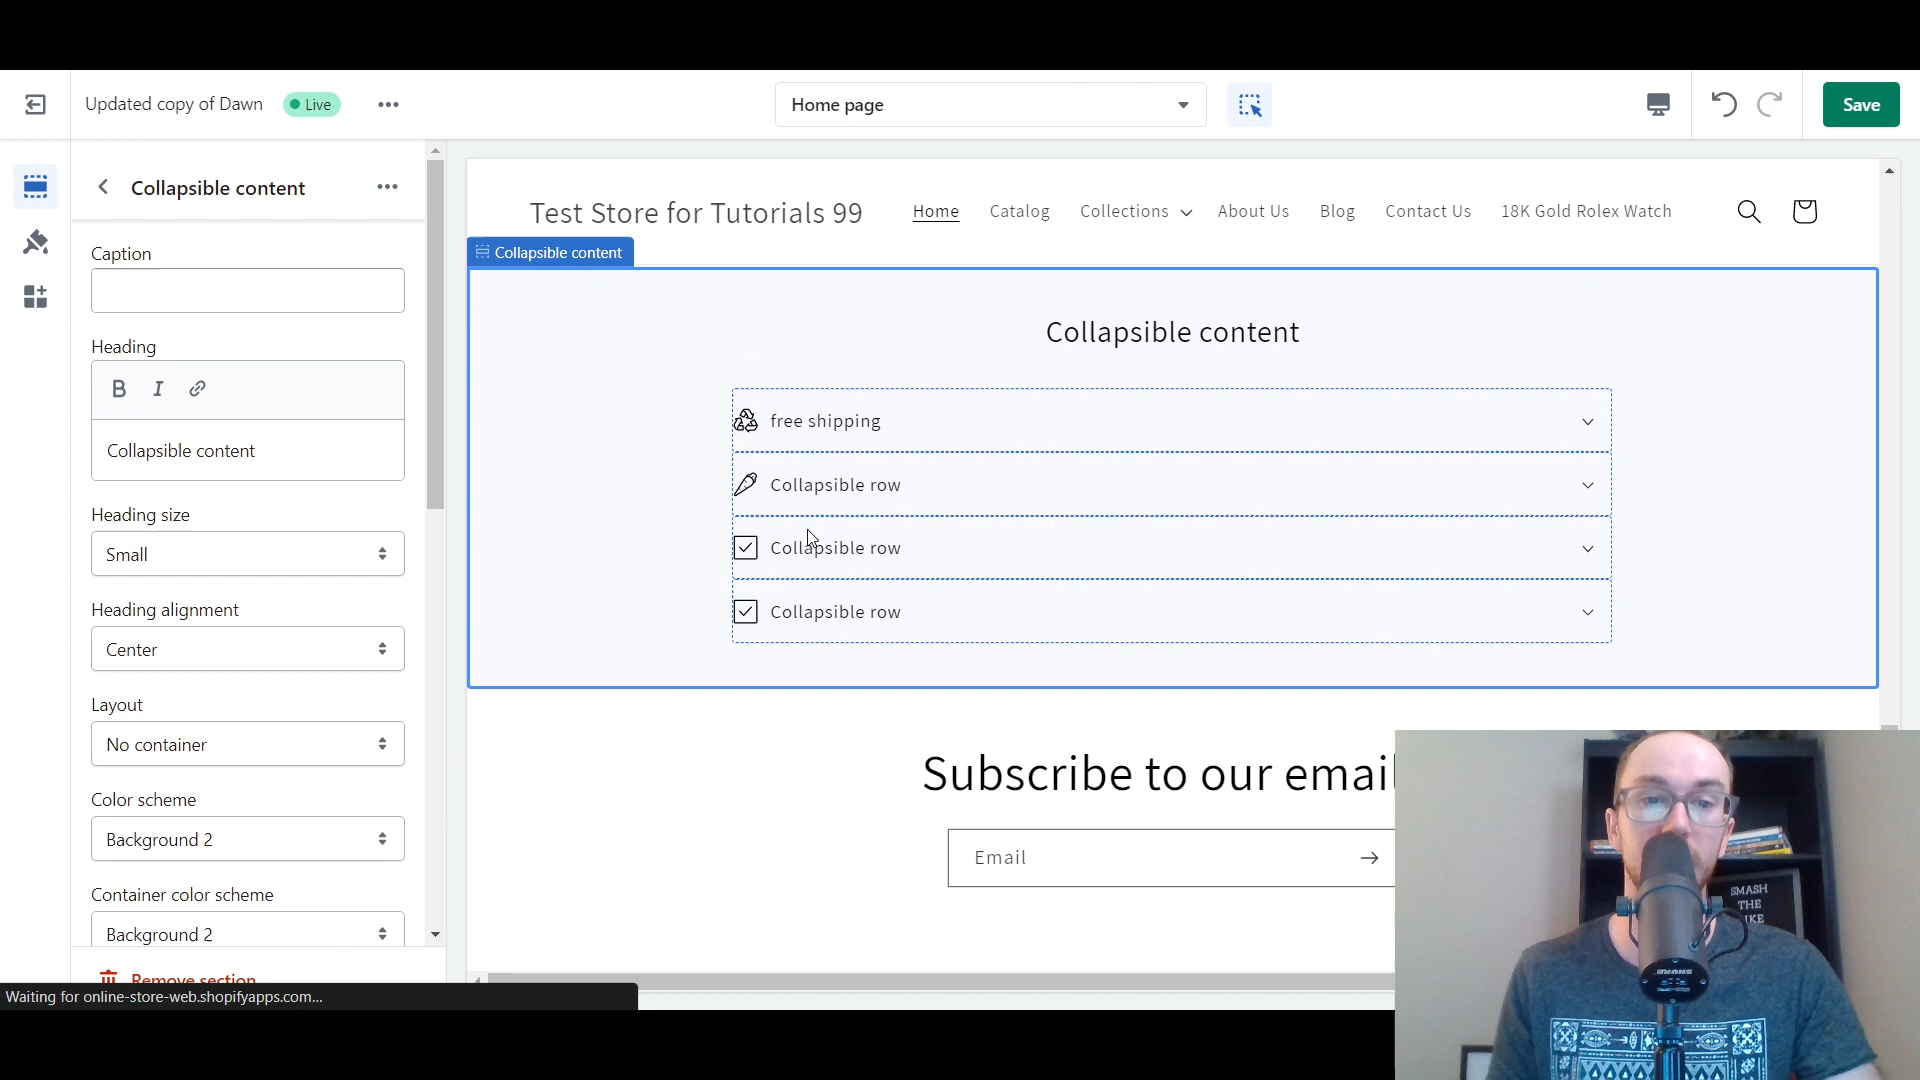 Updated copy of Dawn
Live
Home page
Save
Collapsible content
Caption
Heading
B I
Collapsible content
Heading size
Small
Heading alignment
Center
Layout
No container
Color scheme
Background 2
Container color scheme
Background 2
Remove section
Waiting for online-store-web.shopifyapps.com...
Test Store for Tutorials 99
Home
Catalog
Collections
About Us
Blog
Contact Us
18K Gold Rolex Watch
Collapsible content
Collapsible content
free shipping
Collapsible row
Collapsible row
Collapsible row
Subscribe to our email
Email
SMASH
THE
SHURE